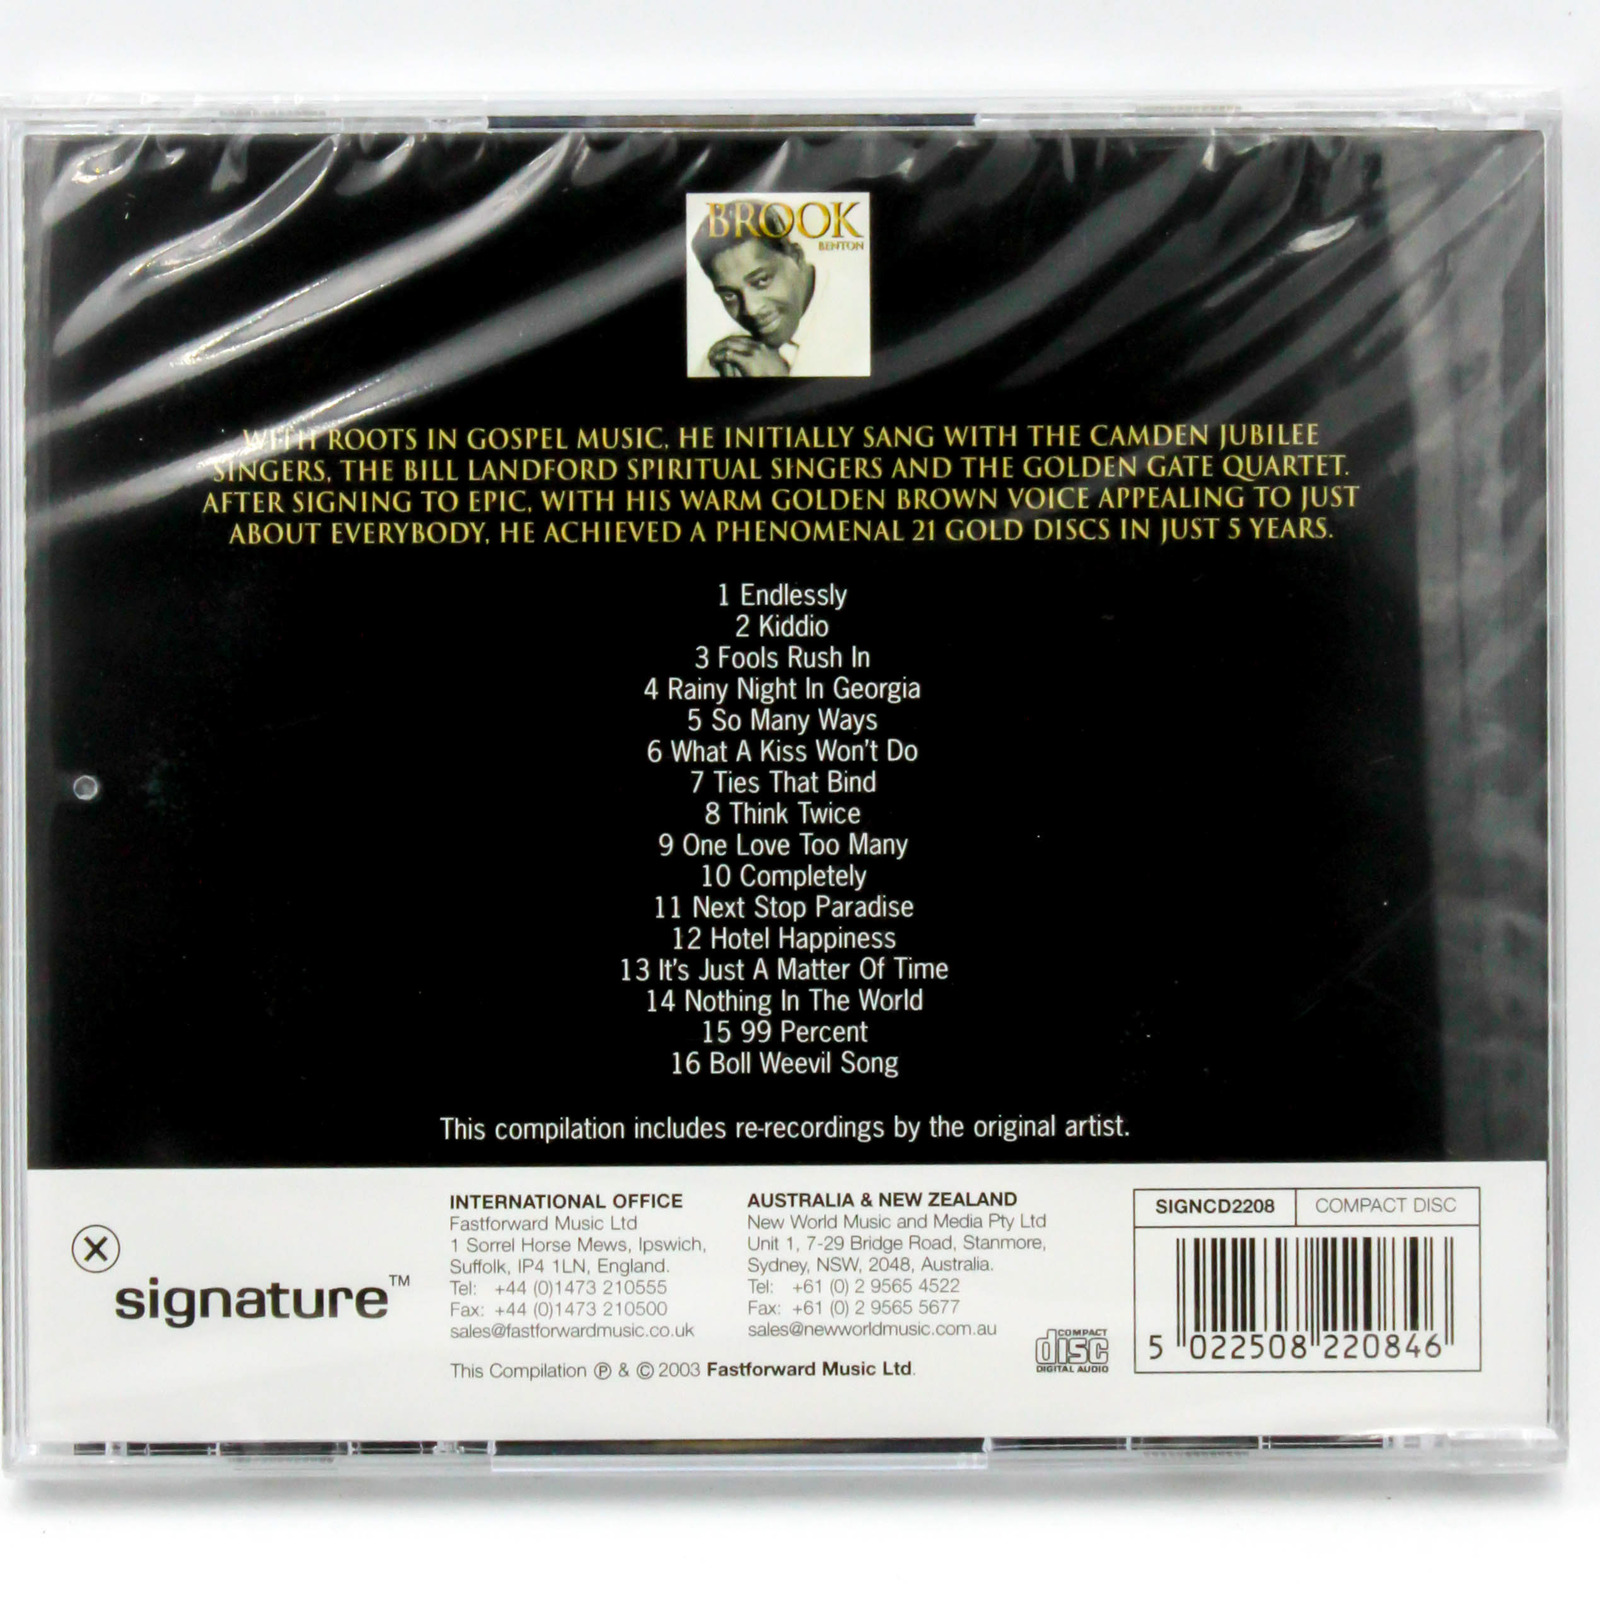 BROOK
BENTON
WITH ROOTS IN GOSPEL MUSIC, HE INITIALLY SANG WITH THE CAMDEN JUBILEE
SINGERS, THE BILL LANDFORD SPIRITUAL SINGERS AND THE GOLDEN GATE QUARTET.
AFTER SIGNING TO EPIC, WITH HIS WARM GOLDEN BROWN VOICE APPEALING TO JUST
ABOUT EVERYBODY, HE ACHIEVED A PHENOMENAL 21 GOLD DISCS IN JUST 5 YEARS.
1 Endlessly
2 Kiddio
3 Fools Rush In
4 Rainy Night In Georgia
5 So Many Ways
6 What A Kiss Won't Do
7 Ties That Bind
8 Think Twice
9 One Love Too Many
10 Completely
11 Next Stop Paradise
12 Hotel Happiness
13 It's Just A Matter Of Time
14 Nothing In The World
15 99 Percent
16 Boll Weevil Song
This compilation includes re-recordings by the original artist.
signature™
INTERNATIONAL OFFICE
Fastforward Music Ltd
1 Sorrel Horse Mews, Ipswich,
Suffolk, IP4 1LN, England.
Tel: +44 (0)1473 210555
Fax: +44 (0)1473 210500
sales@fastforwardmusic.co.uk
AUSTRALIA & NEW ZEALAND
New World Music and Media Pty Ltd
Unit 1, 7-29 Bridge Road, Stanmore,
Sydney, NSW, 2048, Australia.
Tel: +61 (0) 2 9565 4522
Fax: +61 (0) 2 9565 5677
sales@newworldmusic.com.au
This Compilation ℗ & © 2003 Fastforward Music Ltd.
COMPACT
disc
DIGITAL AUDIO
SIGNCD2208 COMPACT DISC
5 022508 220846